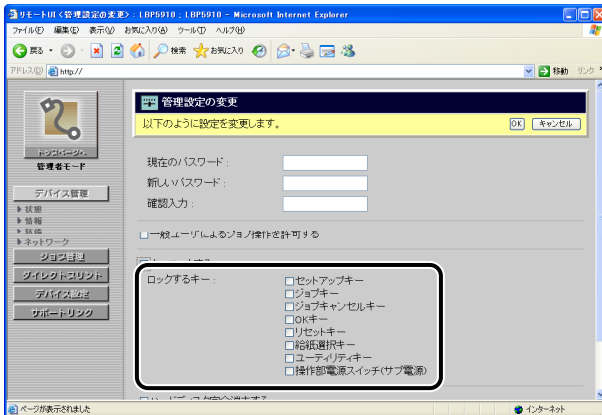 リモートUI<管理設定の変更>: LBP5910 ; LBP5910 - Microsoft Internet Explorer
ファイル(F) 編集(E) 表示(V) お気に入り(A) ツール(T) ヘルプ(H)
戻る 検索 お気に入り
アドレス(D) http:// 移動 リンク
管理設定の変更
以下のように設定を変更します。 OK キャンセル
トップページへ
管理者モード
デバイス管理
状態
情報
ネットワーク
ジョブ管理
ダイレクトプリント
デバイス設定
サポートリンク
現在のパスワード:
新しいパスワード:
確認入力:
一般ユーザによるジョブ操作を許可する
ロックするキー:
セットアップキー
ジョブキー
ジョブキャンセルキー
OKキー
リセットキー
給紙選択キー
ユーティリティキー
操作部電源スイッチ(サブ電源)
ページが表示されました インターネット